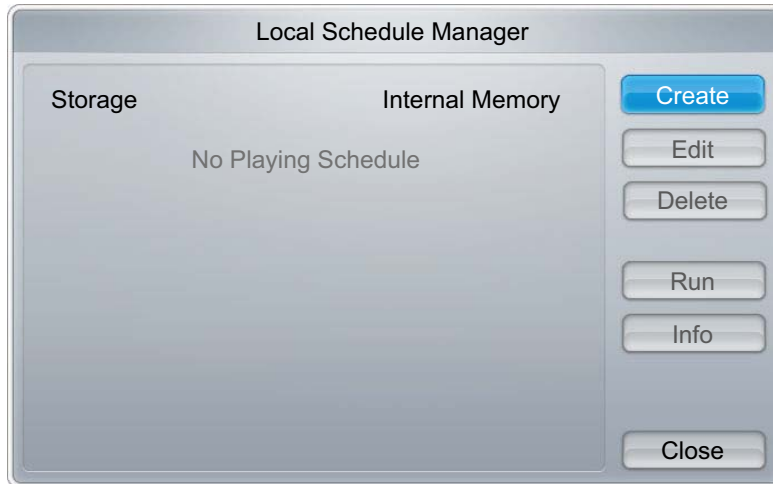 Local Schedule Manager
Storage Internal Memory
No Playing Schedule
Create
Edit
Delete
Run
Info
Close